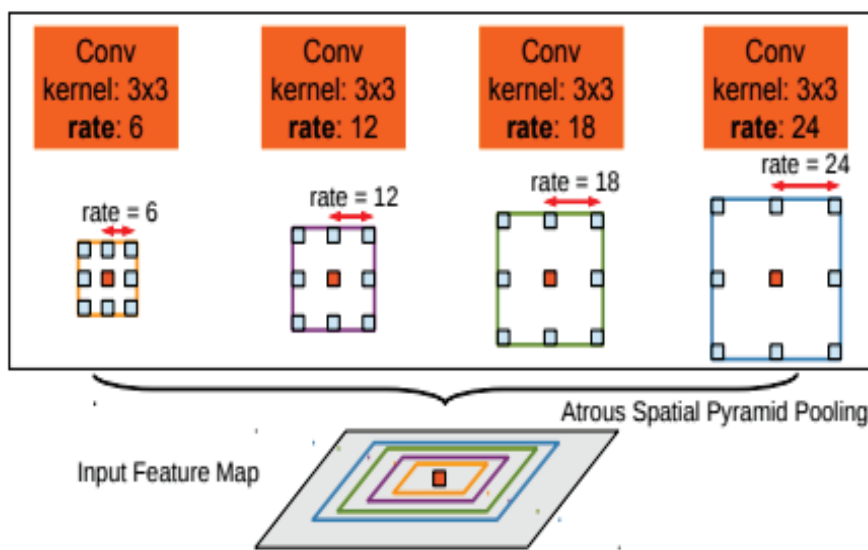 Conv
kernel: 3x3
rate: 6
Conv
kernel: 3x3
rate: 12
Conv
kernel: 3x3
rate: 18
Conv
kernel: 3x3
rate: 24
rate = 6
rate = 12
rate = 18
rate = 24
Atrous Spatial Pyramid Pooling
Input Feature Map